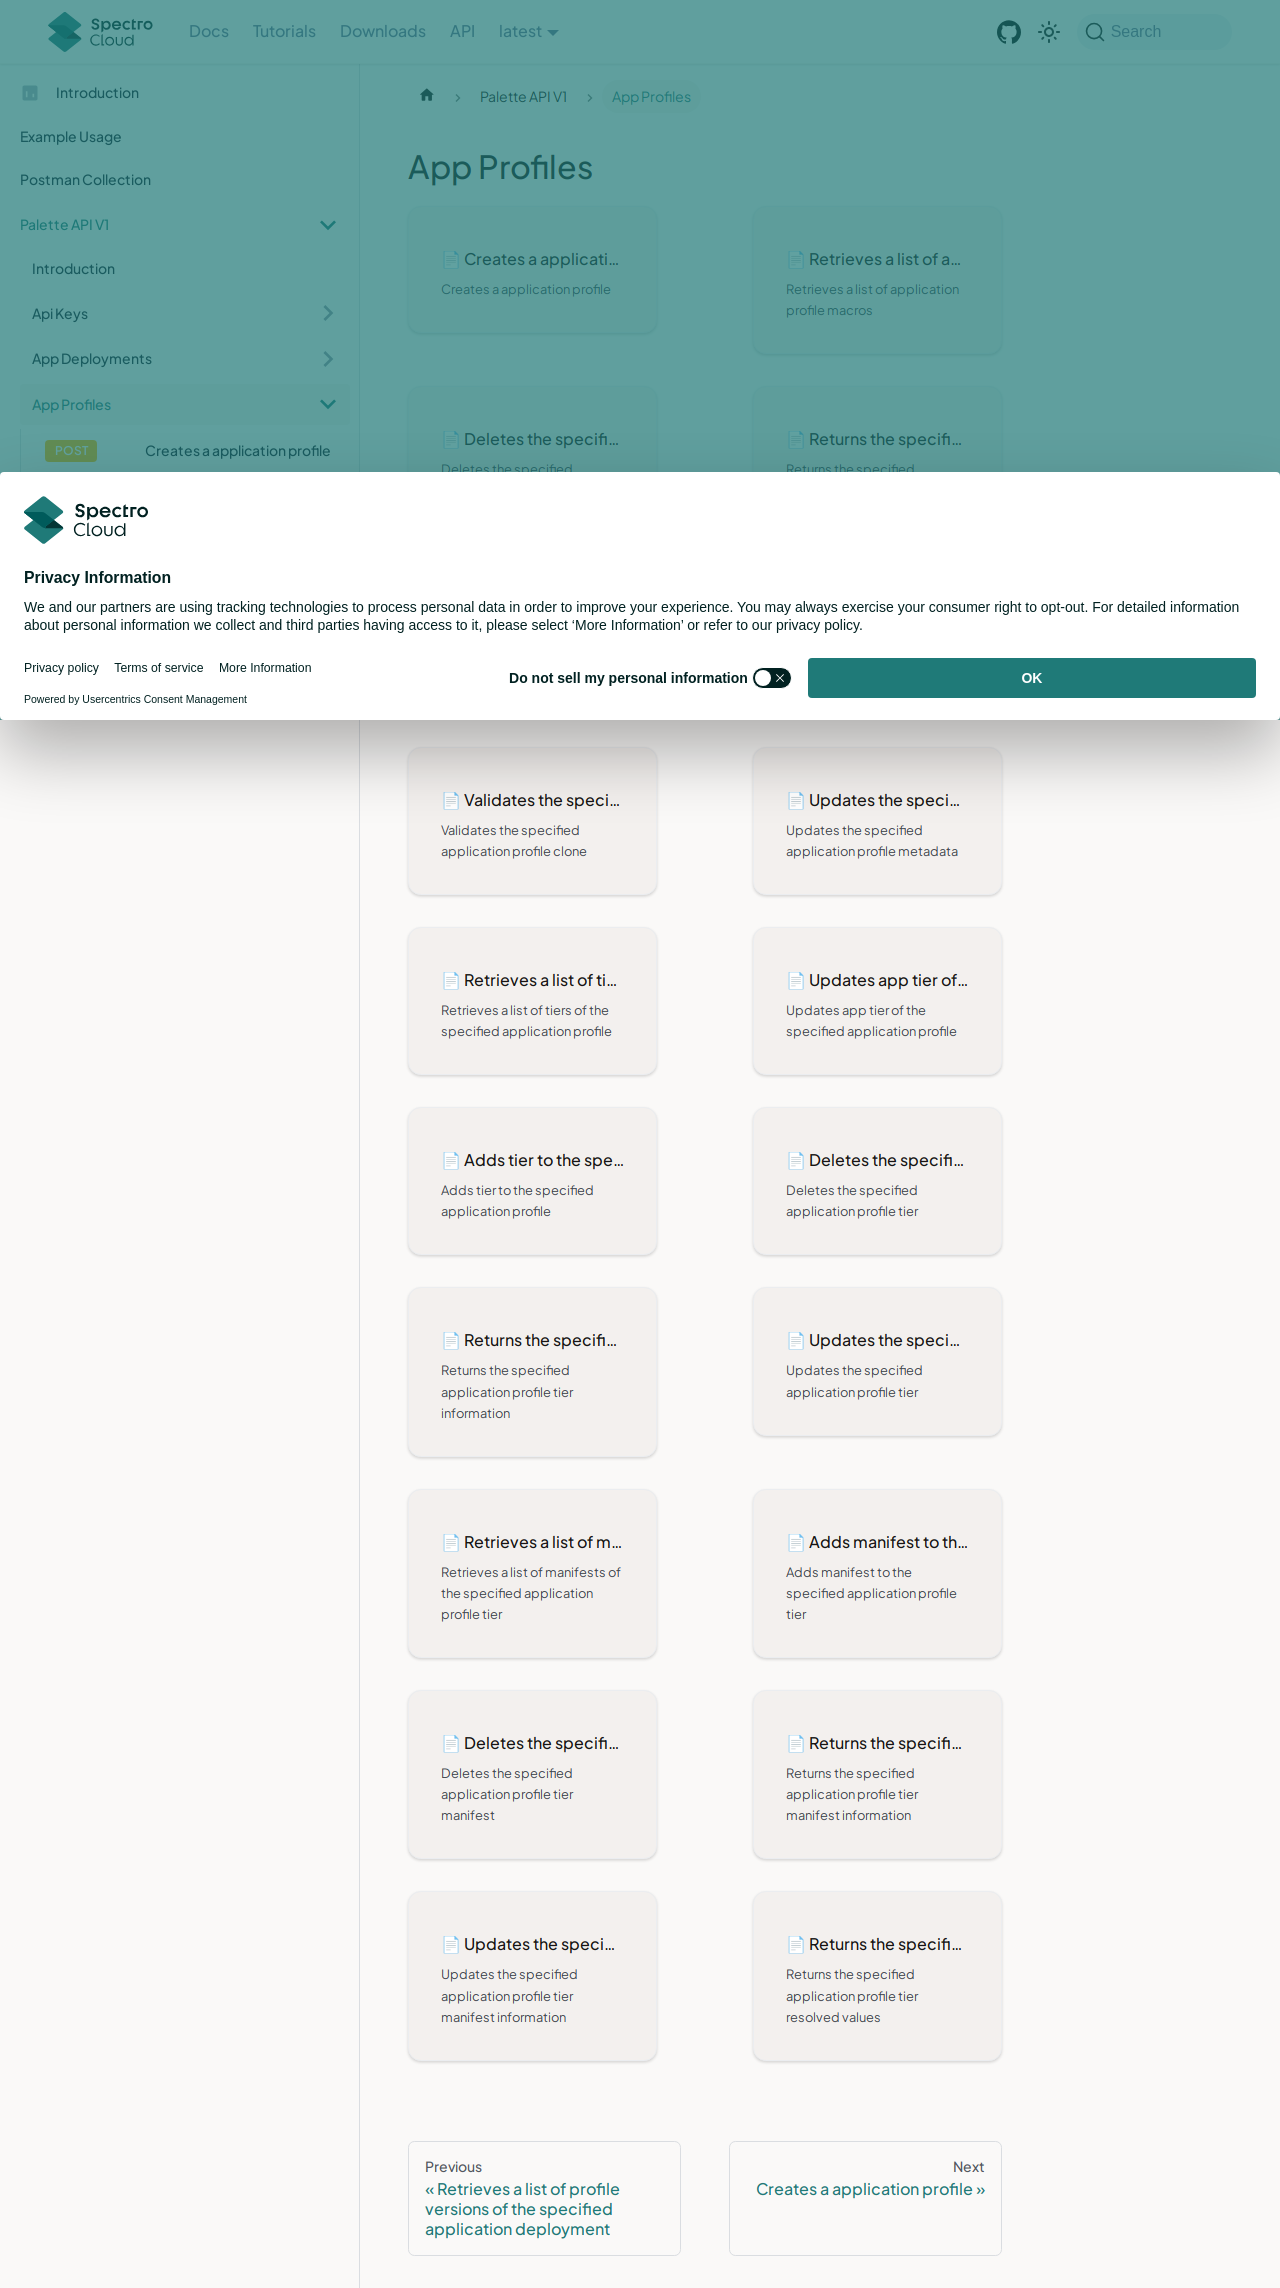 Spectro
Cloud
Docs
Tutorials
Downloads
API
latest
Search
Introduction
Example Usage
Postman Collection
Palette API V1
Introduction
Api Keys
App Deployments
App Profiles
POST
Creates a application profile
Palette API V1
App Profiles
App Profiles
Creates a applicati…
Creates a application profile
Retrieves a list of a…
Retrieves a list of application
profile macros
Deletes the specifi…
Deletes the specified
Returns the specifi…
Returns the specified
Spectro
Cloud
Privacy Information
We and our partners are using tracking technologies to process personal data in order to improve your experience. You may always exercise your consumer right to opt-out. For detailed information
about personal information we collect and third parties having access to it, please select ‘More Information’ or refer to our privacy policy.
Privacy policy
Terms of service
More Information
Powered by Usercentrics Consent Management
Do not sell my personal information
OK
Validates the speci…
Validates the specified
application profile clone
Updates the speci…
Updates the specified
application profile metadata
Retrieves a list of ti…
Retrieves a list of tiers of the
specified application profile
Updates app tier of…
Updates app tier of the
specified application profile
Adds tier to the spe…
Adds tier to the specified
application profile
Deletes the specifi…
Deletes the specified
application profile tier
Returns the specifi…
Returns the specified
application profile tier
information
Updates the speci…
Updates the specified
application profile tier
Retrieves a list of m…
Retrieves a list of manifests of
the specified application
profile tier
Adds manifest to th…
Adds manifest to the
specified application profile
tier
Deletes the specifi…
Deletes the specified
application profile tier
manifest
Returns the specifi…
Returns the specified
application profile tier
manifest information
Updates the speci…
Updates the specified
application profile tier
manifest information
Returns the specifi…
Returns the specified
application profile tier
resolved values
Previous
« Retrieves a list of profile
versions of the specified
application deployment
Next
Creates a application profile »